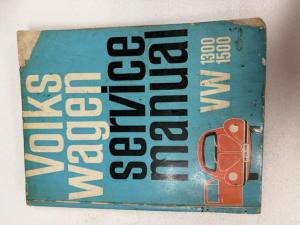 Volks
wagen
service
manual
VW 1300
1500